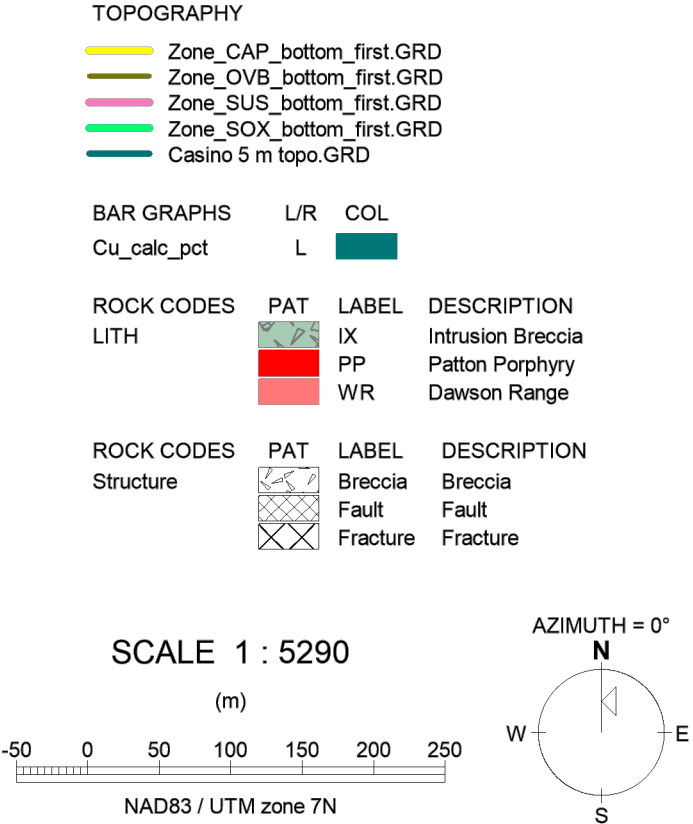 TOPOGRAPHY
Zone_CAP_bottom_first.GRD
Zone_OVB_bottom_first.GRD
Zone_SUS_bottom_first.GRD
Zone_SOX_bottom_first.GRD
Casino 5 m topo.GRD
BAR GRAPHS L/R COL
Cu_calc_pct L
ROCK CODES PAT LABEL DESCRIPTION
LITH IX Intrusion Breccia
PP Patton Porphyry
WR Dawson Range
ROCK CODES PAT LABEL DESCRIPTION
Structure Breccia Breccia
Fault Fault
Fracture Fracture
SCALE 1 : 5290
(m)
-50 0 50 100 150 200 250
NAD83 / UTM zone 7N
AZIMUTH = 0°
N
W E
S